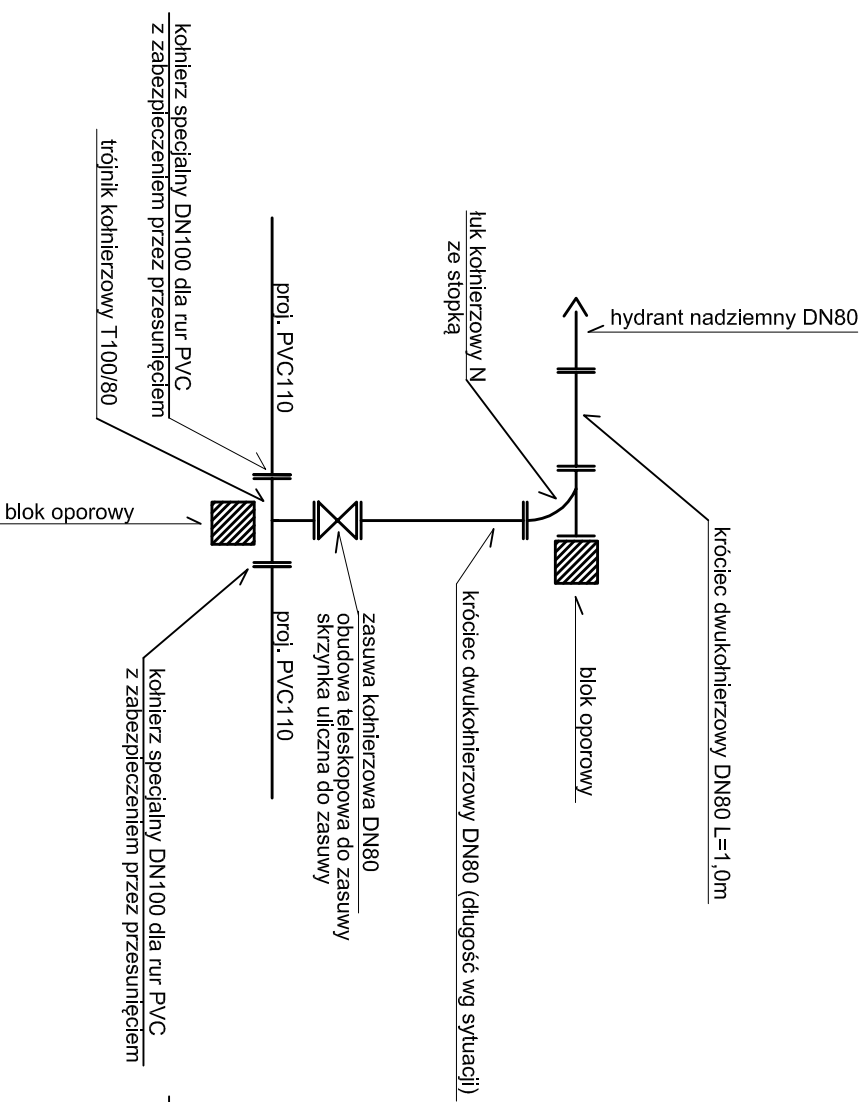 hydrant nadziemny DN80
króciec dwukołnierzowy DN80 L=1,0m
łuk kołnierzowy N
ze stopką
blok oporowy
króciec dwukołnierzowy DN80 (długość wg sytuacji)
zasuwa kołnierzowa DN80
obudowa teleskopowa do zasuwy
skrzynka uliczna do zasuwy
proj. PVC110
proj. PVC110
kołnierz specjalny DN100 dla rur PVC
z zabezpieczeniem przez przesunięciem
trójnik kołnierzowy T100/80
blok oporowy
kołnierz specjalny DN100 dla rur PVC
z zabezpieczeniem przez przesunięciem